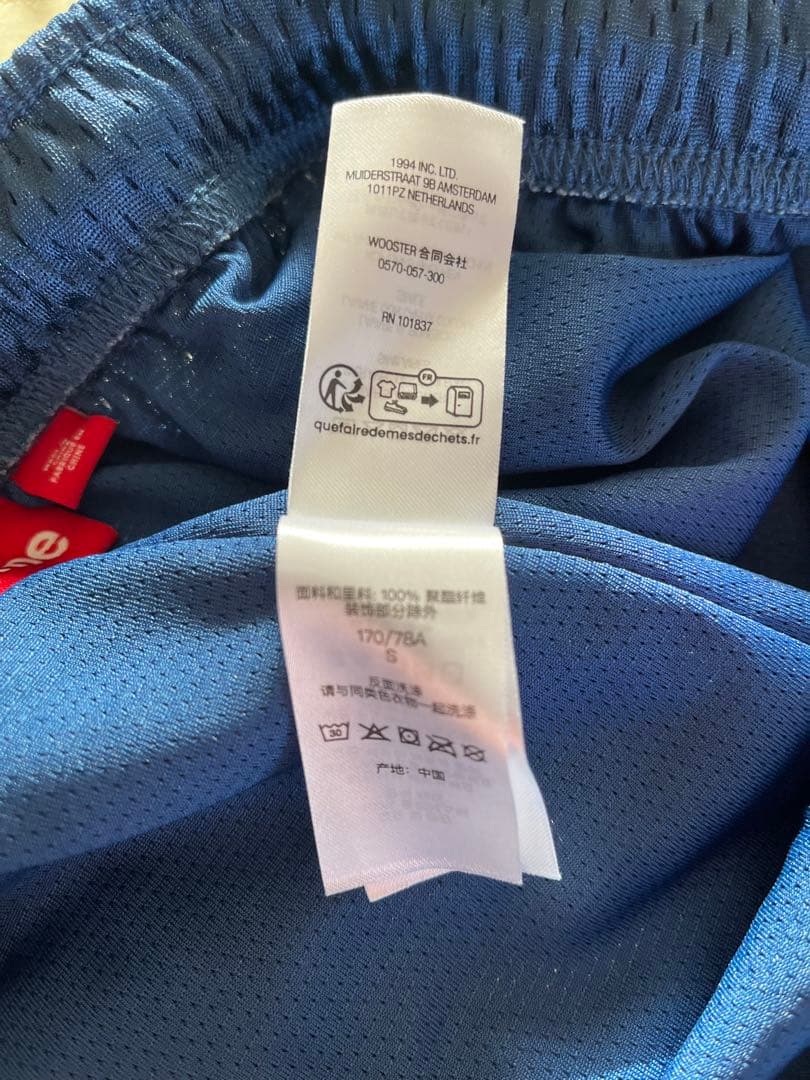 1994 INC. LTD.
MUIDERSTRAAT 9B AMSTERDAM
1011PZ NETHERLANDS
WOOSTER 合同会社
0570-057-300
RN 101837
FR
quefairedemesdechets.fr
面料和里料: 100% 聚酯纤维
装饰部分除外
170/78A
S
反面洗涤
请与同类色衣物一起洗涤
30
产地: 中国
CHINE
me